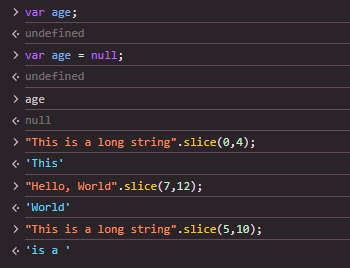 var age;
undefined
var age = null;
undefined
age
null
"This is a long string".slice(0,4);
'This'
"Hello, World".slice(7,12);
'World'
"This is a long string".slice(5,10);
'is a '